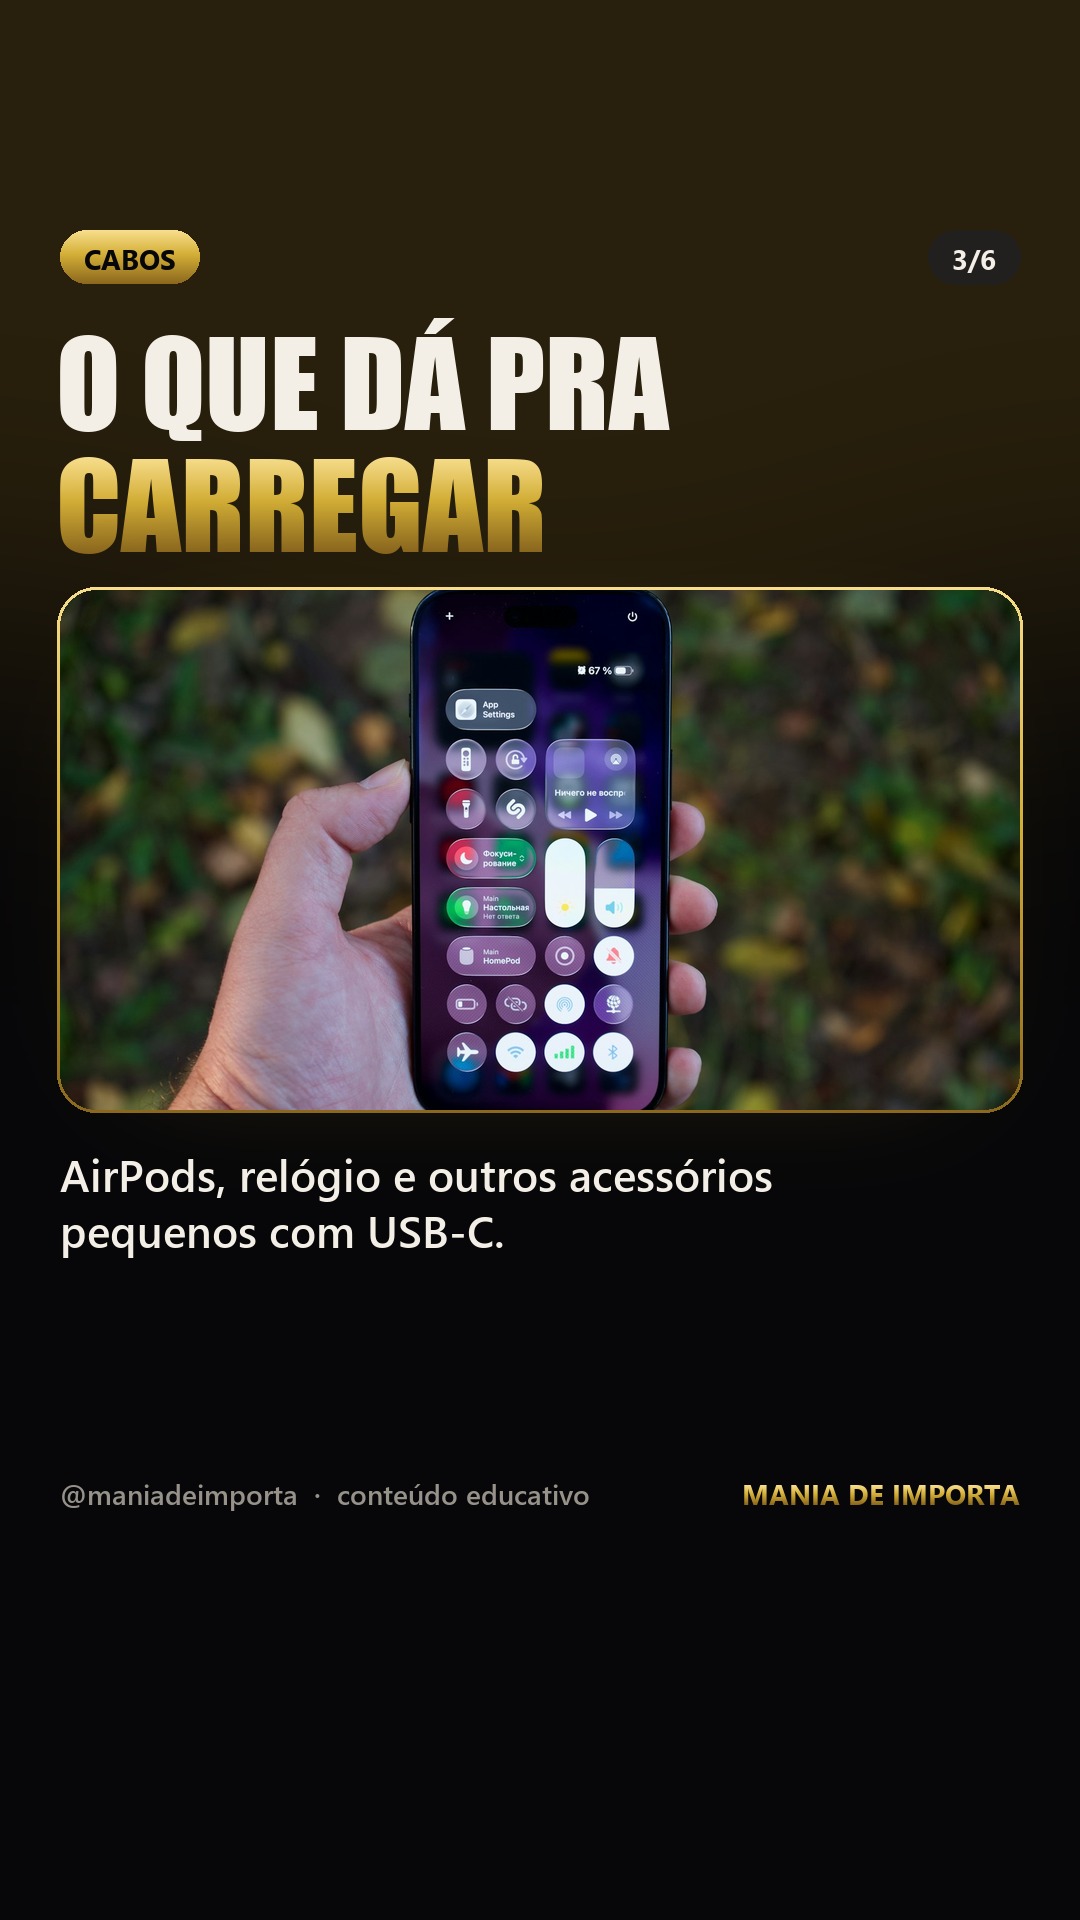 CABOS
3/6
O QUE DÁ PRA
CARREGAR
67 %
App
Settings
Ничего не воспр
Фокуси-
рование
Main
Настольная
Нет ответа
Main
HomePod
AirPods, relógio e outros acessórios
pequenos com USB-C.
@maniadeimporta · conteúdo educativo
MANIA DE IMPORTA